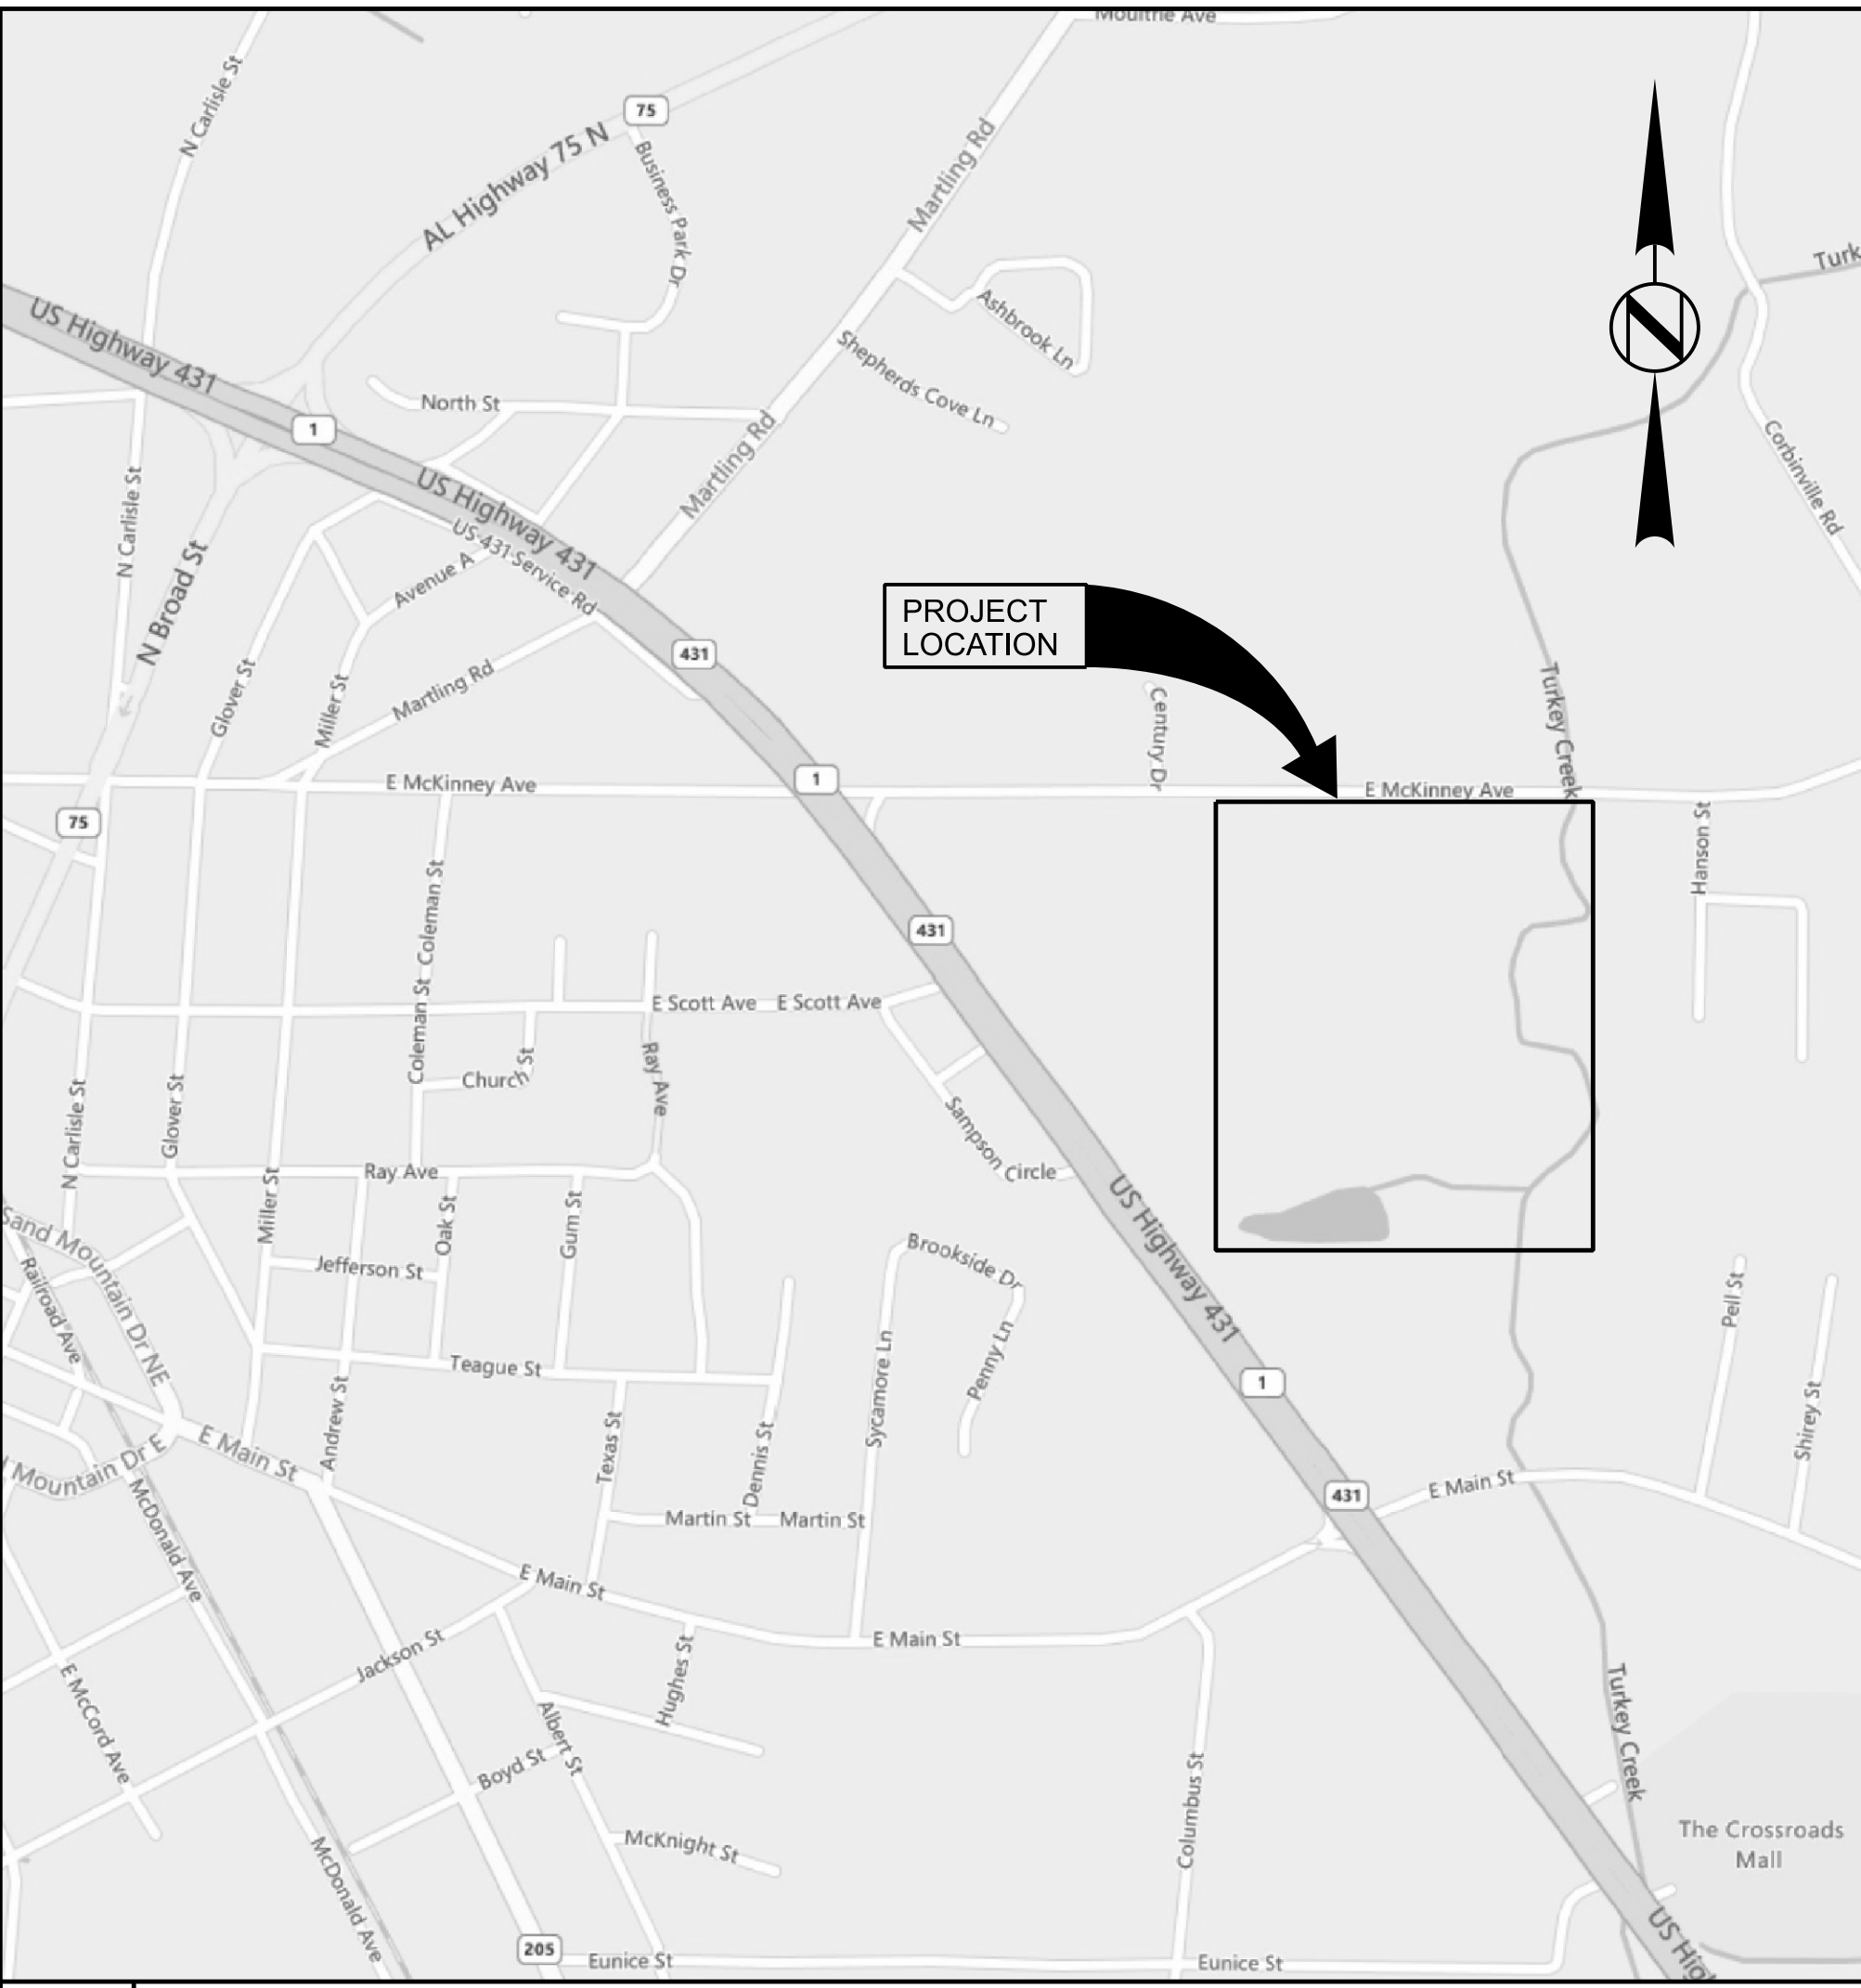 Moultrie Ave
N Carlisle St
75
AL Highway 75 N
Business Park Dr
Martling Rd
Turk
Ashbrook Ln
Shepherds Cove Ln
US Highway 431
1
North St
Martling Rd
N Carlisle St
N Broad St
US Highway 431
US 431 Service Rd
Avenue A
N
Corbinville Rd
PROJECT
LOCATION
431
Glover St
Miller St
Martling Rd
Century Dr
Turkey Creek
E McKinney Ave
1
E McKinney Ave
75
Hanson St
Coleman St
Coleman St
431
E Scott Ave
E Scott Ave
Church St
Ray Ave
N Carlisle St
Glover St
Sampson Circle
Ray Ave
Miller St
Oak St
Gum St
US Highway 431
Sand Mountain Dr NE
Railroad Ave
Jefferson St
Brookside Dr
Penny Ln
Sycamore Ln
Pell St
Shirey St
Teague St
1
Andrew St
Texas St
Dennis St
E Main St
Mountain Dr E
McDonald Ave
431
E Main St
Martin St
Martin St
E Main St
E Main St
Jackson St
Hughes St
E McCord Ave
Albert St
Boyd St
Turkey Creek
Columbus St
McKnight St
The Crossroads
Mall
McDonald Ave
205
Eunice St
Eunice St
US Hig